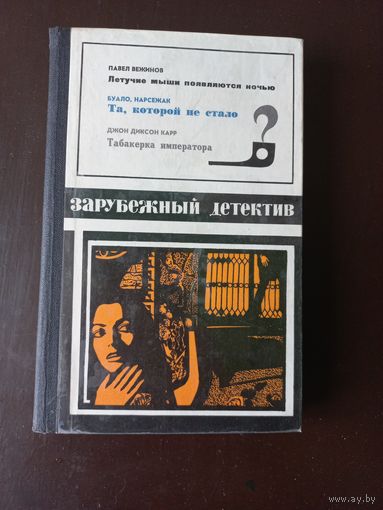 ПАВЕЛ ВЕЖИНОВ
Летучие мыши появляются ночью
БУАЛО, НАРСЕЖАК
Та, которой не стало
ДЖОН ДИКСОН КАРР
Табакерка императора
?
ЗАРУБЕЖНЫЙ ДЕТЕКТИВ
www.ay.by